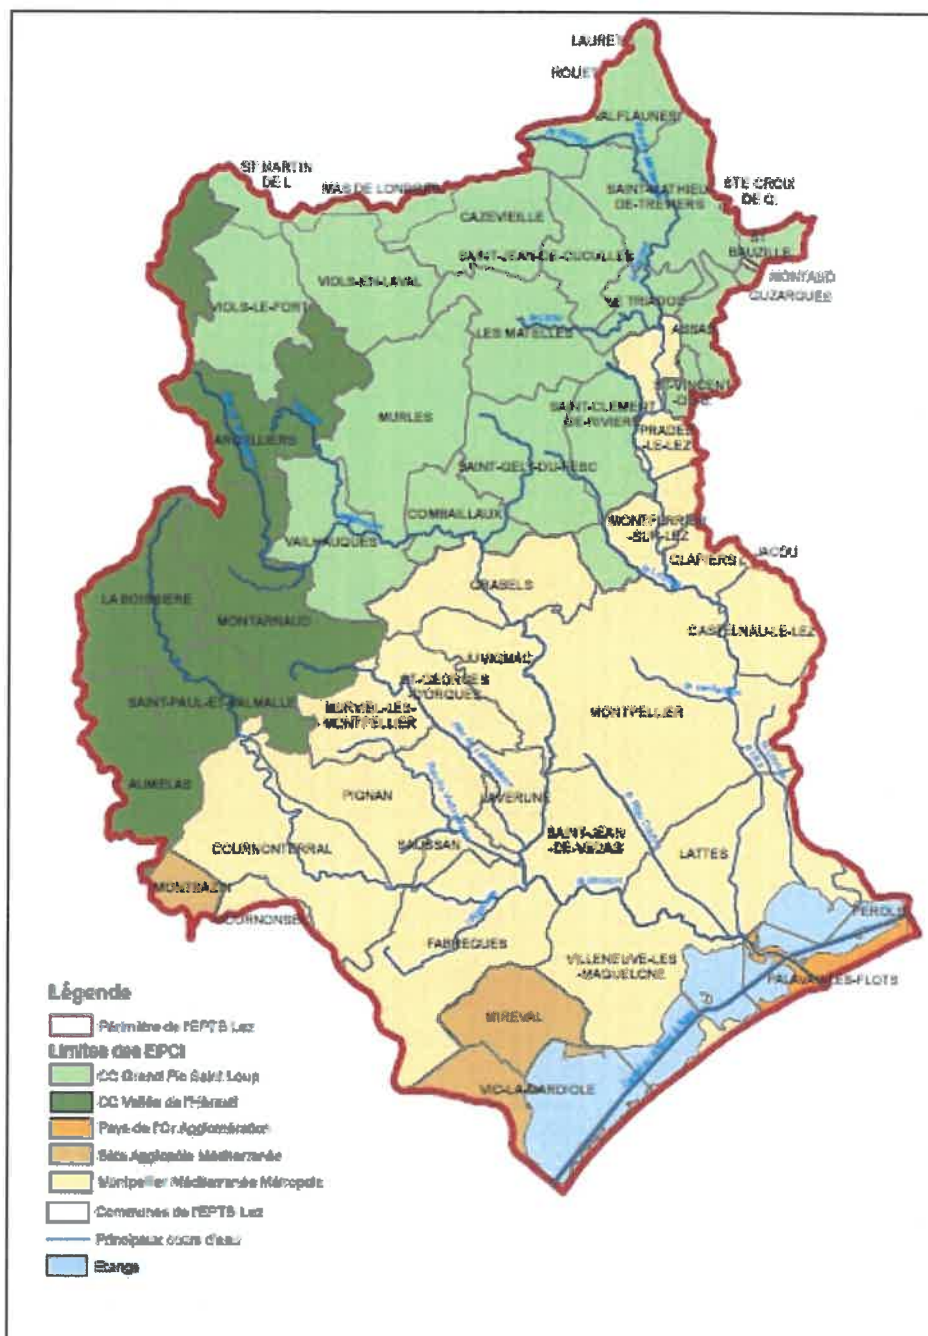 LAURET
ROUET
VALFLAUNES
ST MARTIN
DE L
MAS DE LONDRES
STE CROIX
DE Q.
SAINT-MATHIEU
DE-TREVIERS
CAZEVIEILLE
ST
BAUZILLE
SAINT-JEAN-DE-CUCULLES
MONTAUD
GUZARGUES
VIOLS-EN-LAVAL
VIOLS-LE-FORT
LE TRIADOU
LES MATELLES
ASSAS
ST-VINCENT
SAINT-CLEMENT
DE-RIVIERE
MURLES
PRADES
-LE-LEZ
ARGELLIERS
SAINT-GELY-DU-FESC
COMBAILLAUX
MONTFERRIER
-SUR-LEZ
VAILHAUQUES
CLAPIERS
JACOU
GRABELS
LA BOISSIERE
MONTARNAUD
CASTELNAU-LE-LEZ
JUVIGNAC
ST-GEORGES
D'ORQUES
SAINT-PAUL-ET-VALMALLE
MURVIEL-LES-
-MONTPELLIER
MONTPELLIER
AUMELAS
PIGNAN
LAVERUNE
SAINT-JEAN
-DE-VEDAS
COURNONTERRAL
SAUSSAN
LATTES
MONTBAZIN
COURNONSEC
PEROLS
FABREGUES
VILLENEUVE-LES
-MAGUELONE
PALAVAS-LES-FLOTS
MIREVAL
VIC-LA-GARDIOLE
Légende
Périmètre de l'EPTB Lez
Limites des EPCI
CC Grand Pic Saint Loup
CC Vallée de l'Hérault
Pays de l'Or Agglomération
Sète Agglopôle Méditerranée
Montpellier Méditerranée Métropole
Communes de l'EPTB Lez
Principaux cours d'eau
Etangs